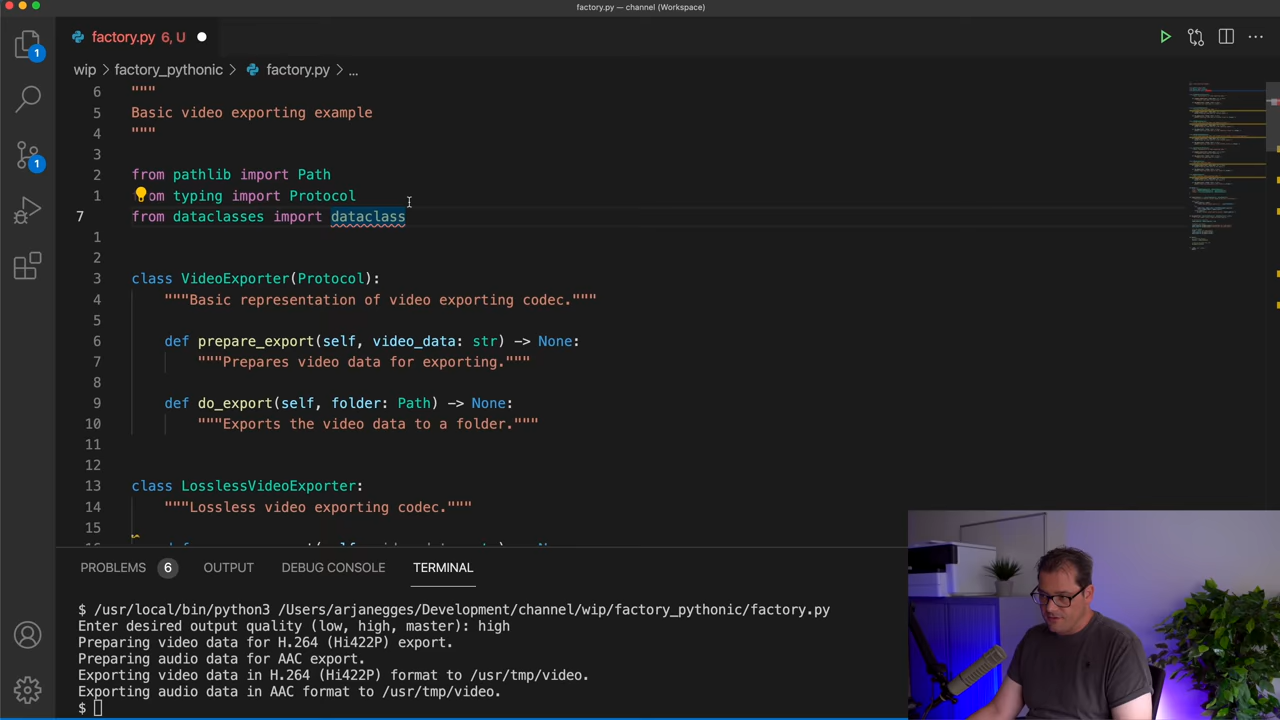 factory.py — channel (Workspace)
factory.py 6, U
wip > factory_pythonic > factory.py > ...
6 """
5 Basic video exporting example
4 """
3
2 from pathlib import Path
1 om typing import Protocol
7 from dataclasses import dataclass
1
2
3 class VideoExporter(Protocol):
4 """Basic representation of video exporting codec."""
5
6 def prepare_export(self, video_data: str) -> None:
7 """Prepares video data for exporting."""
8
9 def do_export(self, folder: Path) -> None:
10 """Exports the video data to a folder."""
11
12
13 class LosslessVideoExporter:
14 """Lossless video exporting codec."""
15
1
1
PROBLEMS 6 OUTPUT DEBUG CONSOLE TERMINAL
$ /usr/local/bin/python3 /Users/arjanegges/Development/channel/wip/factory_pythonic/factory.py
Enter desired output quality (low, high, master): high
Preparing video data for H.264 (Hi422P) export.
Preparing audio data for AAC export.
Exporting video data in H.264 (Hi422P) format to /usr/tmp/video.
Exporting audio data in AAC format to /usr/tmp/video.
$